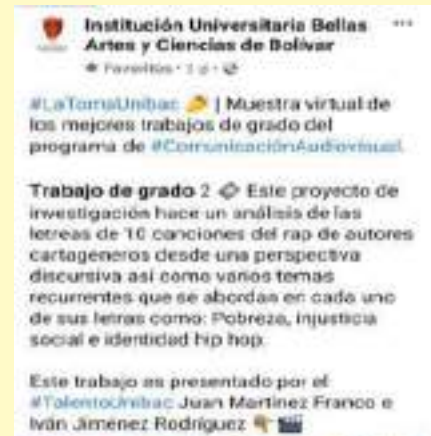 Institución Universitaria Bellas
Artes y Ciencias de Bolívar
Favoritos · 1 d ·
#LaTomaUnibac | Muestra virtual de
los mejores trabajos de grado del
programa de #ComunicaciónAudiovisual.
Trabajo de grado 2 Este proyecto de
investigación hace un análisis de las
letreas de 10 canciones del rap de autores
cartageneros desde una perspectiva
discursiva así como varios temas
recurrentes que se abordan en cada uno
de sus letras como: Pobreza, injusticia
social e identidad hip hop.
Este trabajo es presentado por el
#TalentoUnibac Juan Martínez Franco e
Iván Jiménez Rodríguez